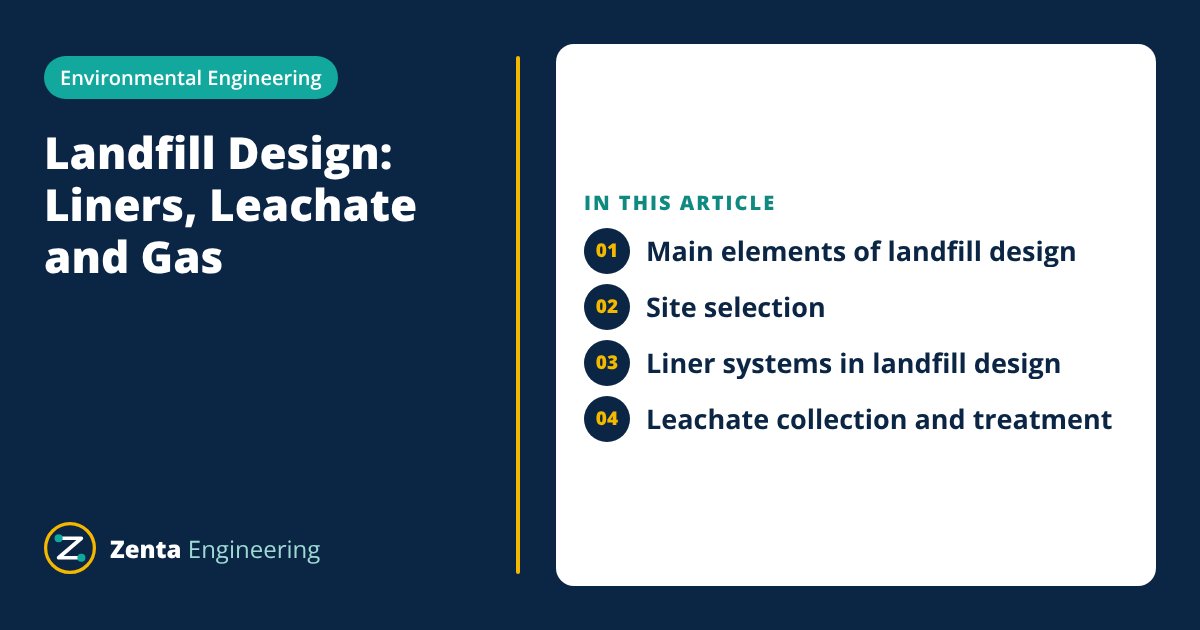 Environmental Engineering
Landfill Design:
Liners, Leachate
and Gas
Zenta Engineering
IN THIS ARTICLE
01 Main elements of landfill design
02 Site selection
03 Liner systems in landfill design
04 Leachate collection and treatment